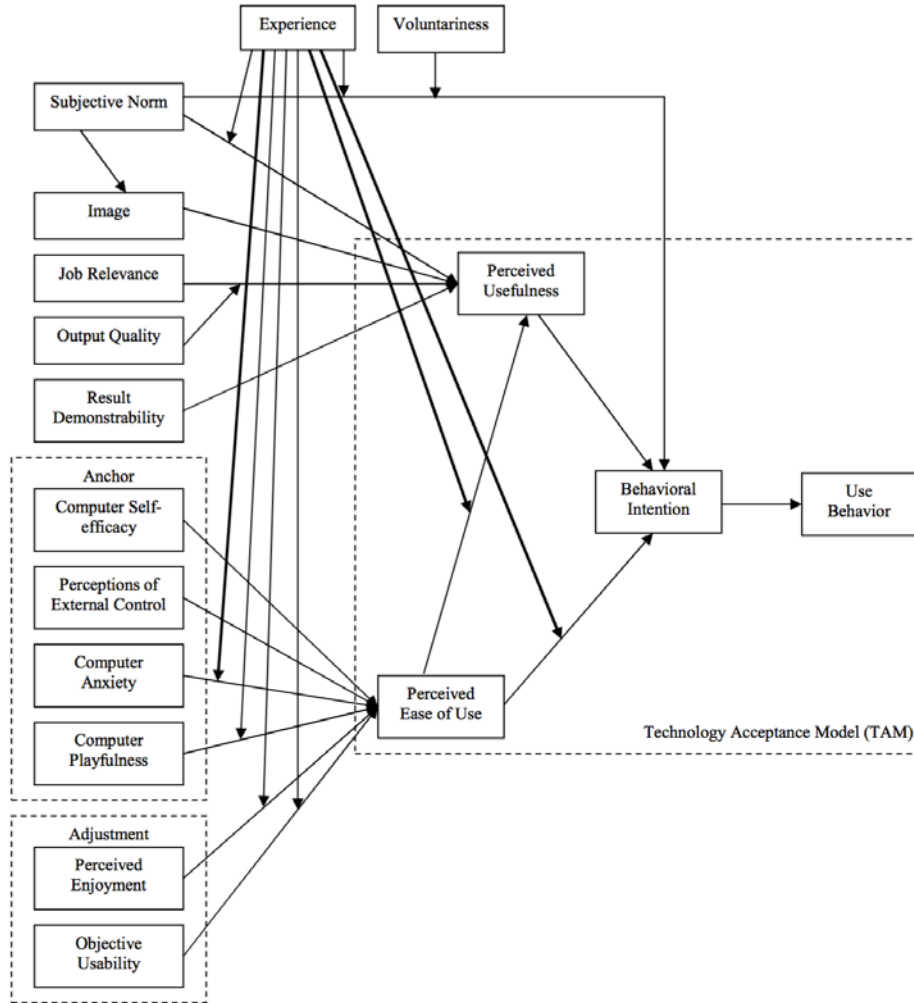 Experience
Voluntariness
Subjective Norm
Image
Job Relevance
Output Quality
Result
Demonstrability
Perceived
Usefulness
Anchor
Computer Self-
efficacy
Perceptions of
External Control
Computer
Anxiety
Computer
Playfulness
Behavioral
Intention
Use
Behavior
Perceived
Ease of Use
Technology Acceptance Model (TAM)
Adjustment
Perceived
Enjoyment
Objective
Usability